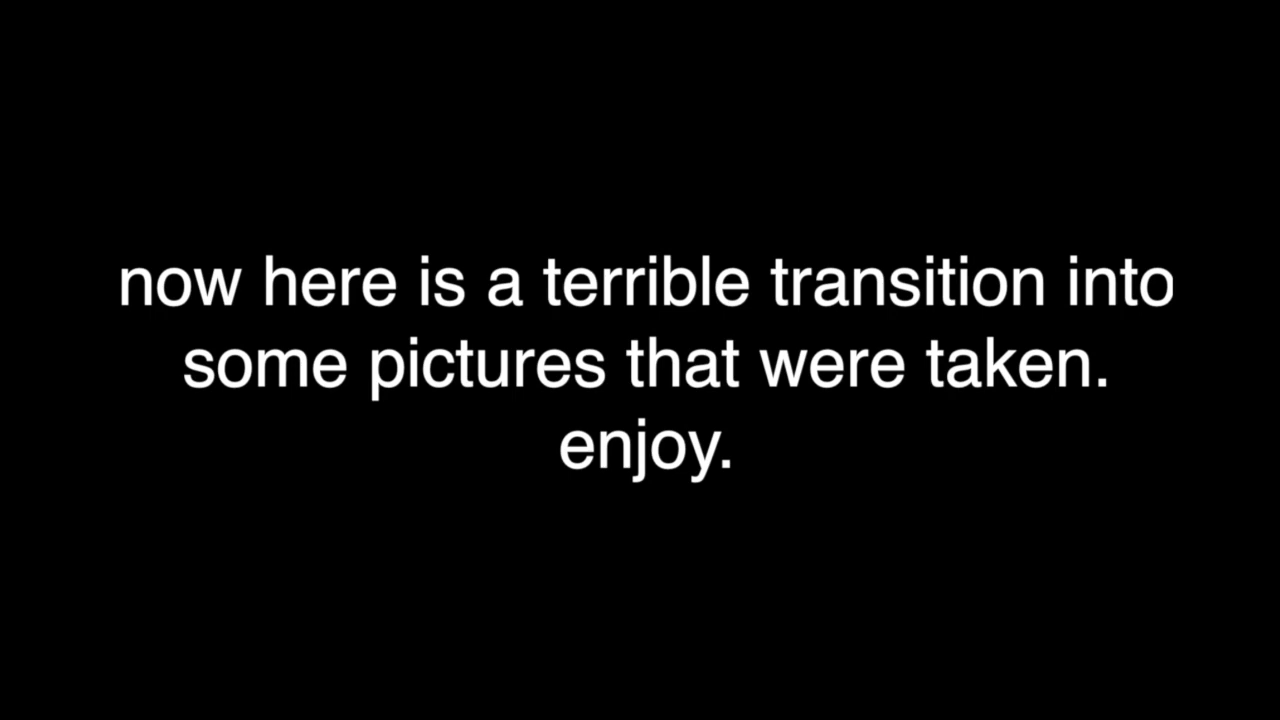 now here is a terrible transition into
some pictures that were taken.
enjoy.